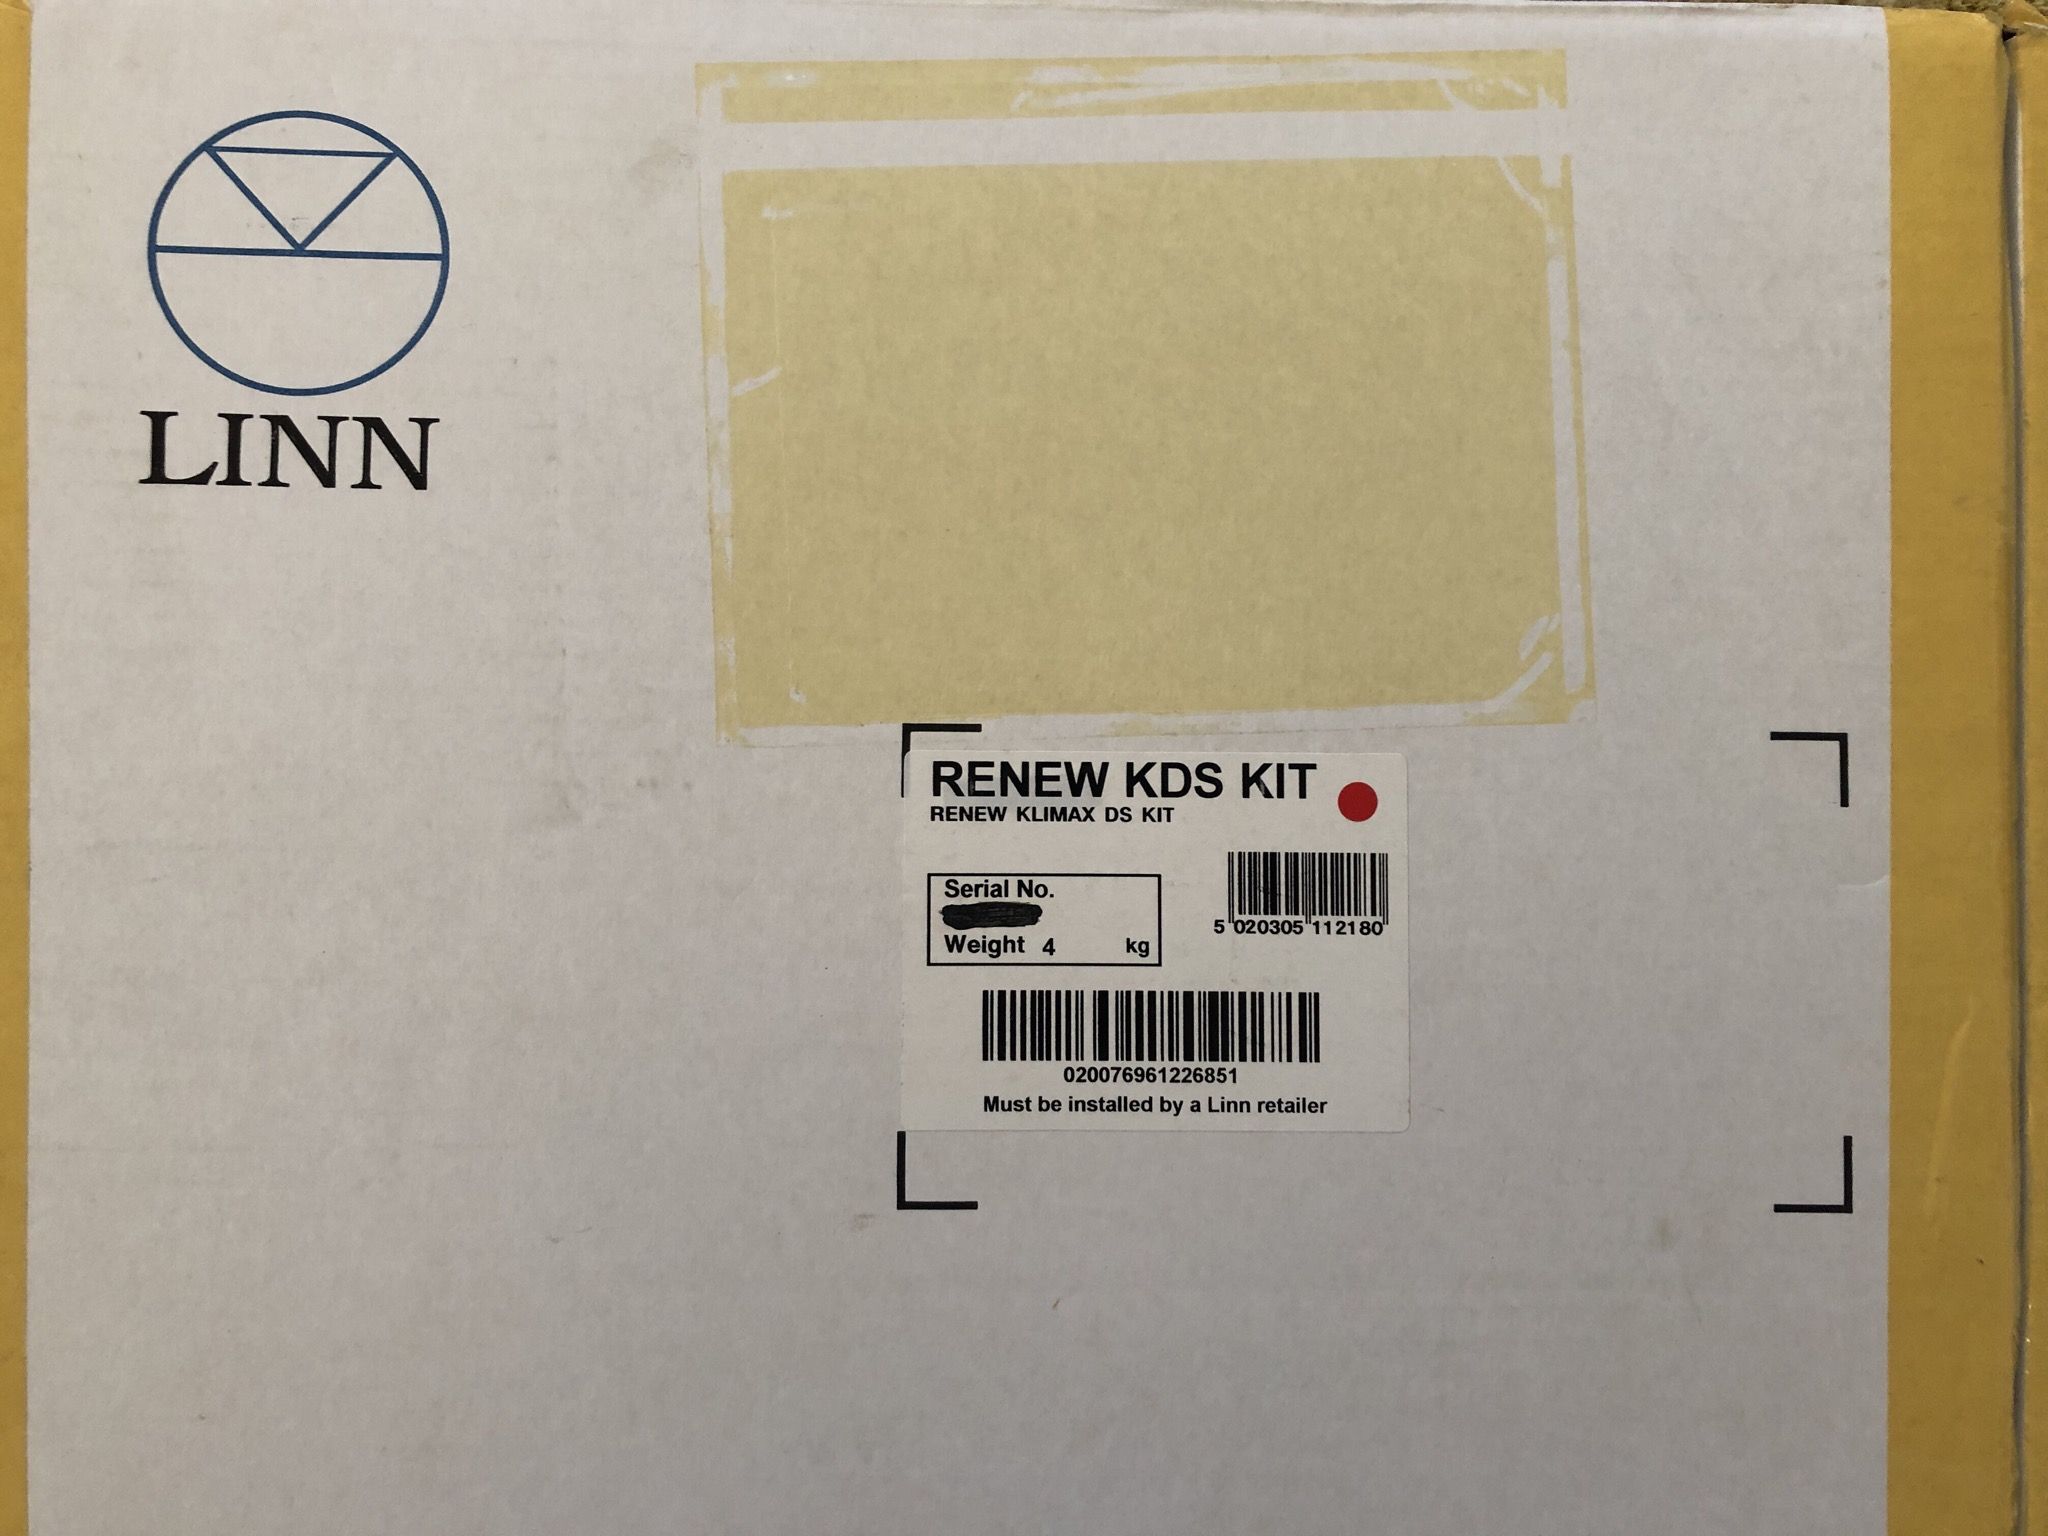 LINN
RENEW KDS KIT
RENEW KLIMAX DS KIT
Serial No.
Weight 4 kg
5 020305 112180
020076961226851
Must be installed by a Linn retailer